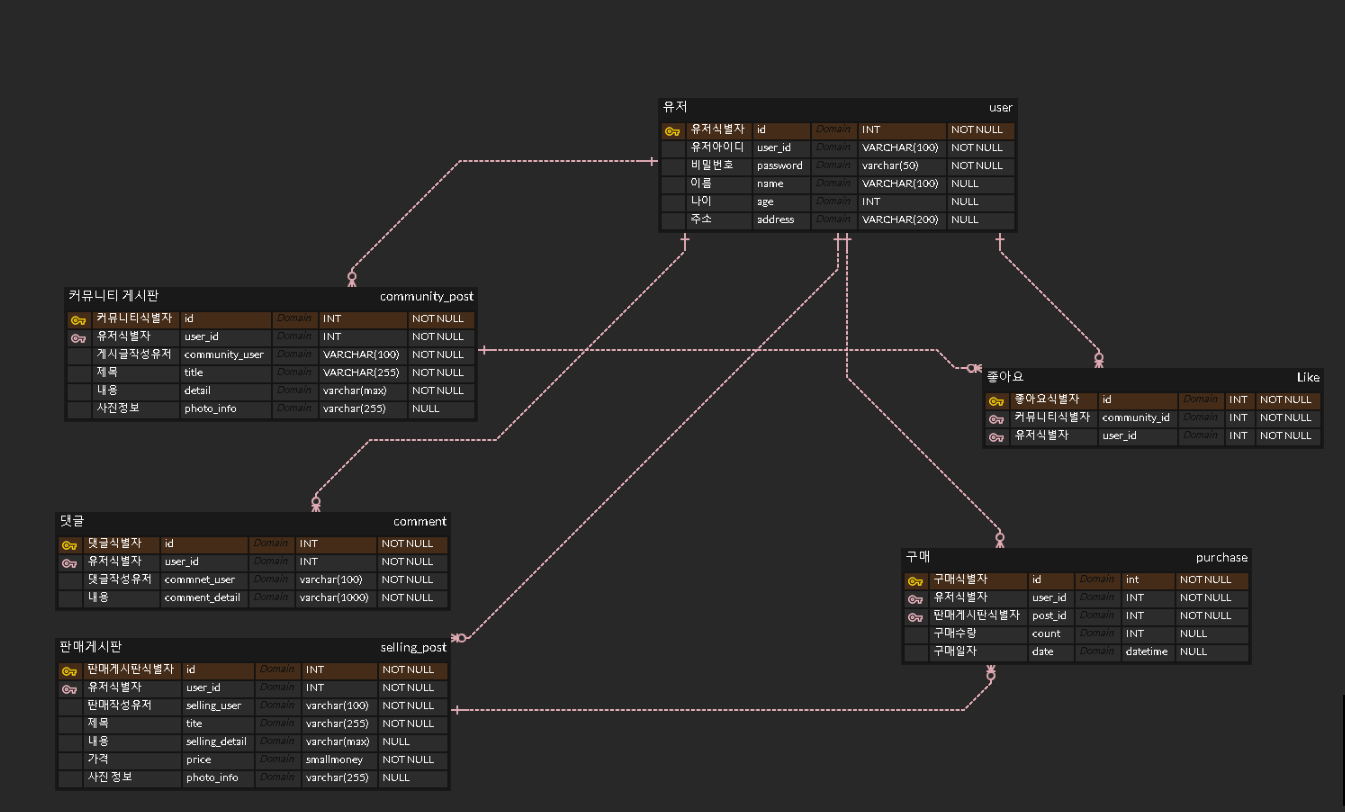 유저 user
유저식별자 id Domain INT NOT NULL
유저아이디 user_id Domain VARCHAR(100) NOT NULL
비밀번호 password Domain varchar(50) NOT NULL
이름 name Domain VARCHAR(100) NULL
나이 age Domain INT NULL
주소 address Domain VARCHAR(200) NULL
커뮤니티 게시판 community_post
커뮤니티식별자 id Domain INT NOT NULL
유저식별자 user_id Domain INT NOT NULL
게시글작성유저 community_user Domain VARCHAR(100) NOT NULL
제목 title Domain VARCHAR(255) NOT NULL
내용 detail Domain varchar(max) NOT NULL
사진정보 photo_info Domain varchar(255) NULL
좋아요 Like
좋아요식별자 id Domain INT NOT NULL
커뮤니티식별자 community_id Domain INT NOT NULL
유저식별자 user_id Domain INT NOT NULL
댓글 comment
댓글식별자 id Domain INT NOT NULL
유저식별자 user_id Domain INT NOT NULL
댓글작성유저 commnet_user Domain varchar(100) NOT NULL
내용 comment_detail Domain varchar(1000) NOT NULL
구매 purchase
구매식별자 id Domain int NOT NULL
유저식별자 user_id Domain INT NOT NULL
판매게시판식별자 post_id Domain INT NOT NULL
구매수량 count Domain INT NULL
구매일자 date Domain datetime NULL
판매게시판 selling_post
판매게시판식별자 id Domain INT NOT NULL
유저식별자 user_id Domain INT NOT NULL
판매작성유저 selling_user Domain varchar(100) NOT NULL
제목 tite Domain varchar(255) NOT NULL
내용 selling_detail Domain varchar(max) NULL
가격 price Domain smallmoney NOT NULL
사진 정보 photo_info Domain varchar(255) NULL